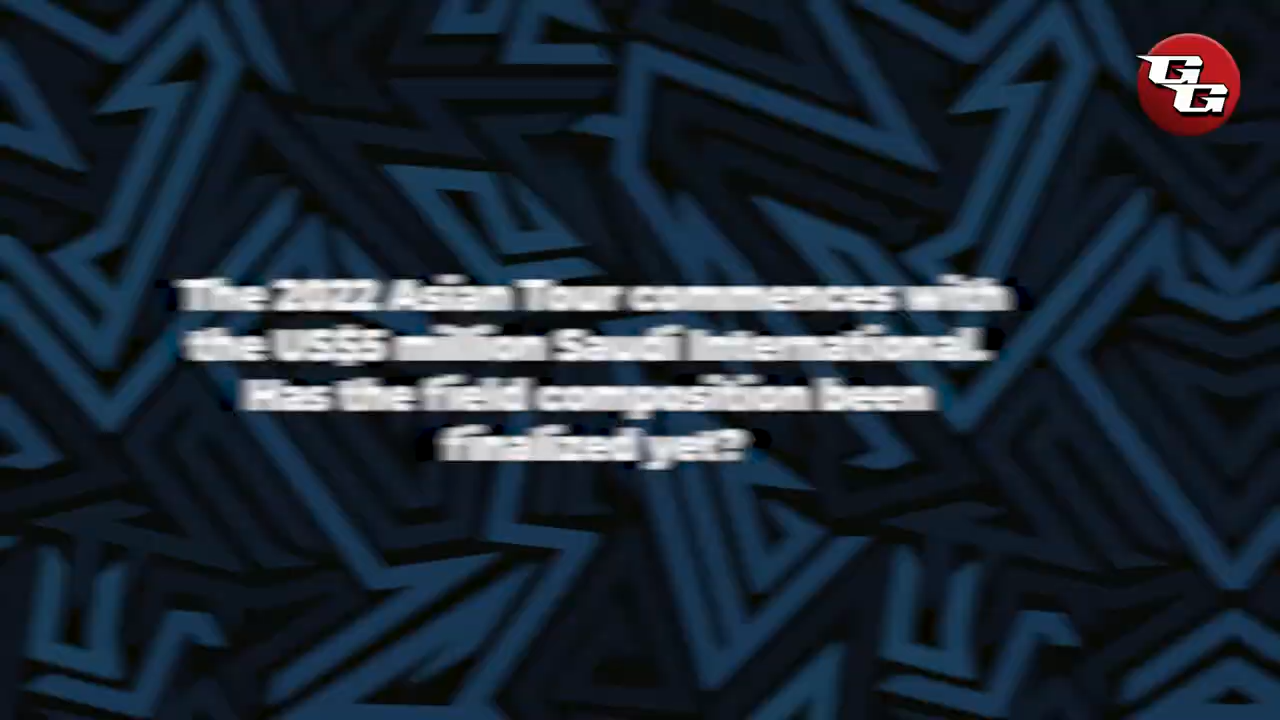 GG
The 2022 Asian Tour commences with
the US$5 million Saudi International.
Has the field composition been
finalized yet?